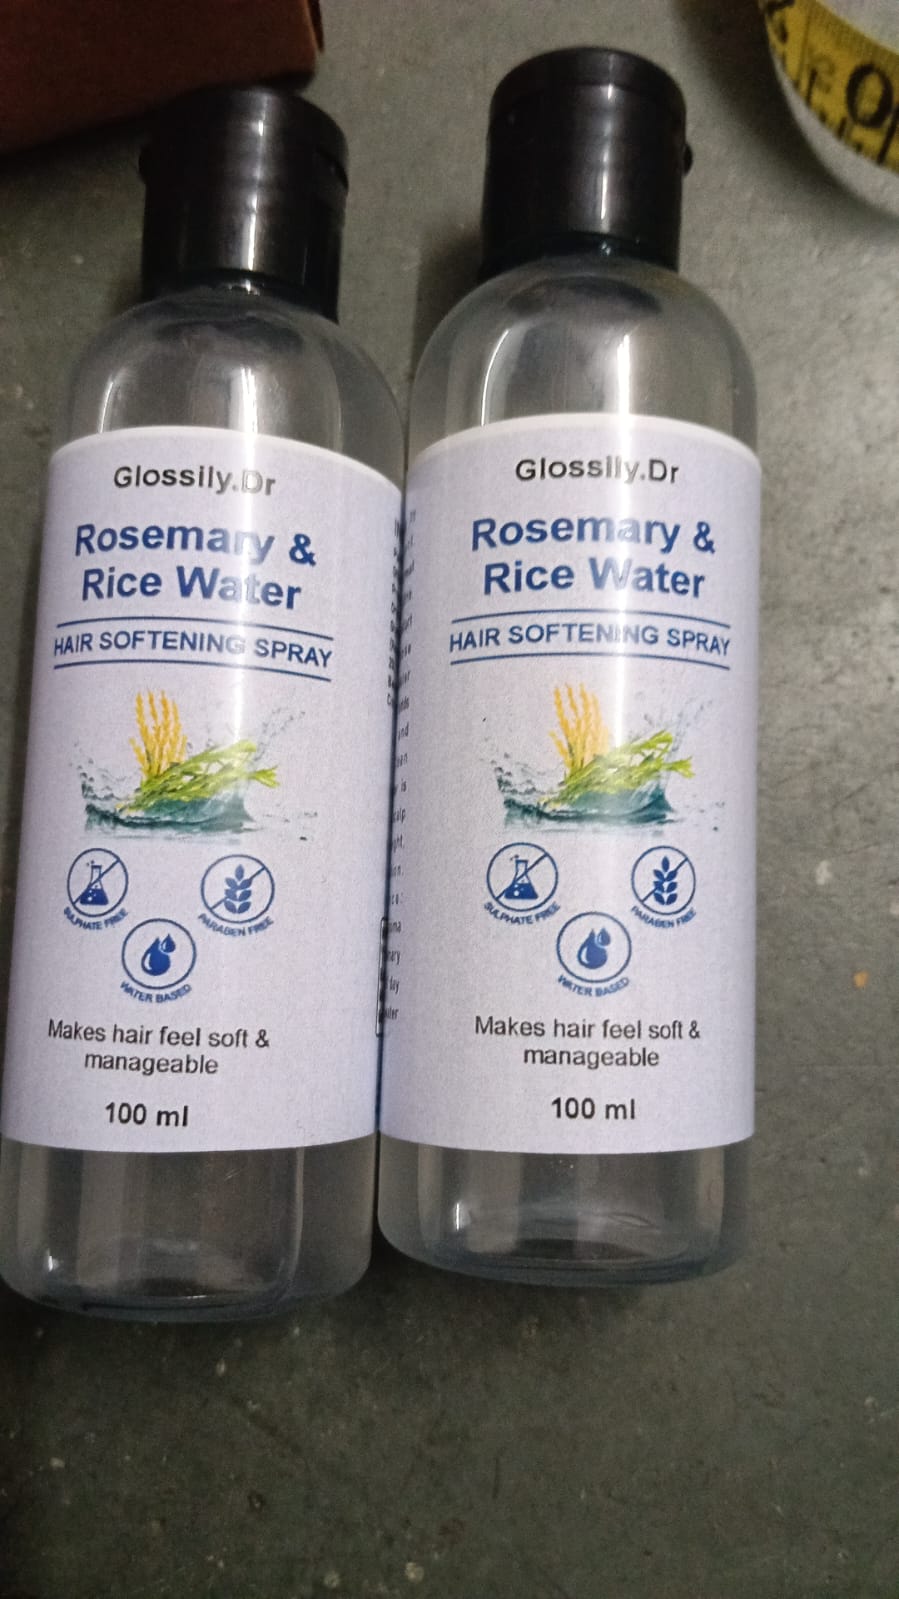 Glossily.Dr
Rosemary &
Rice Water
HAIR SOFTENING SPRAY
SULPHATE FREE
PARABEN FREE
WATER BASED
Makes hair feel soft &
manageable
100 ml
Glossily.Dr
Rosemary &
Rice Water
HAIR SOFTENING SPRAY
SULPHATE FREE
PARABEN FREE
WATER BASED
Makes hair feel soft &
manageable
100 ml